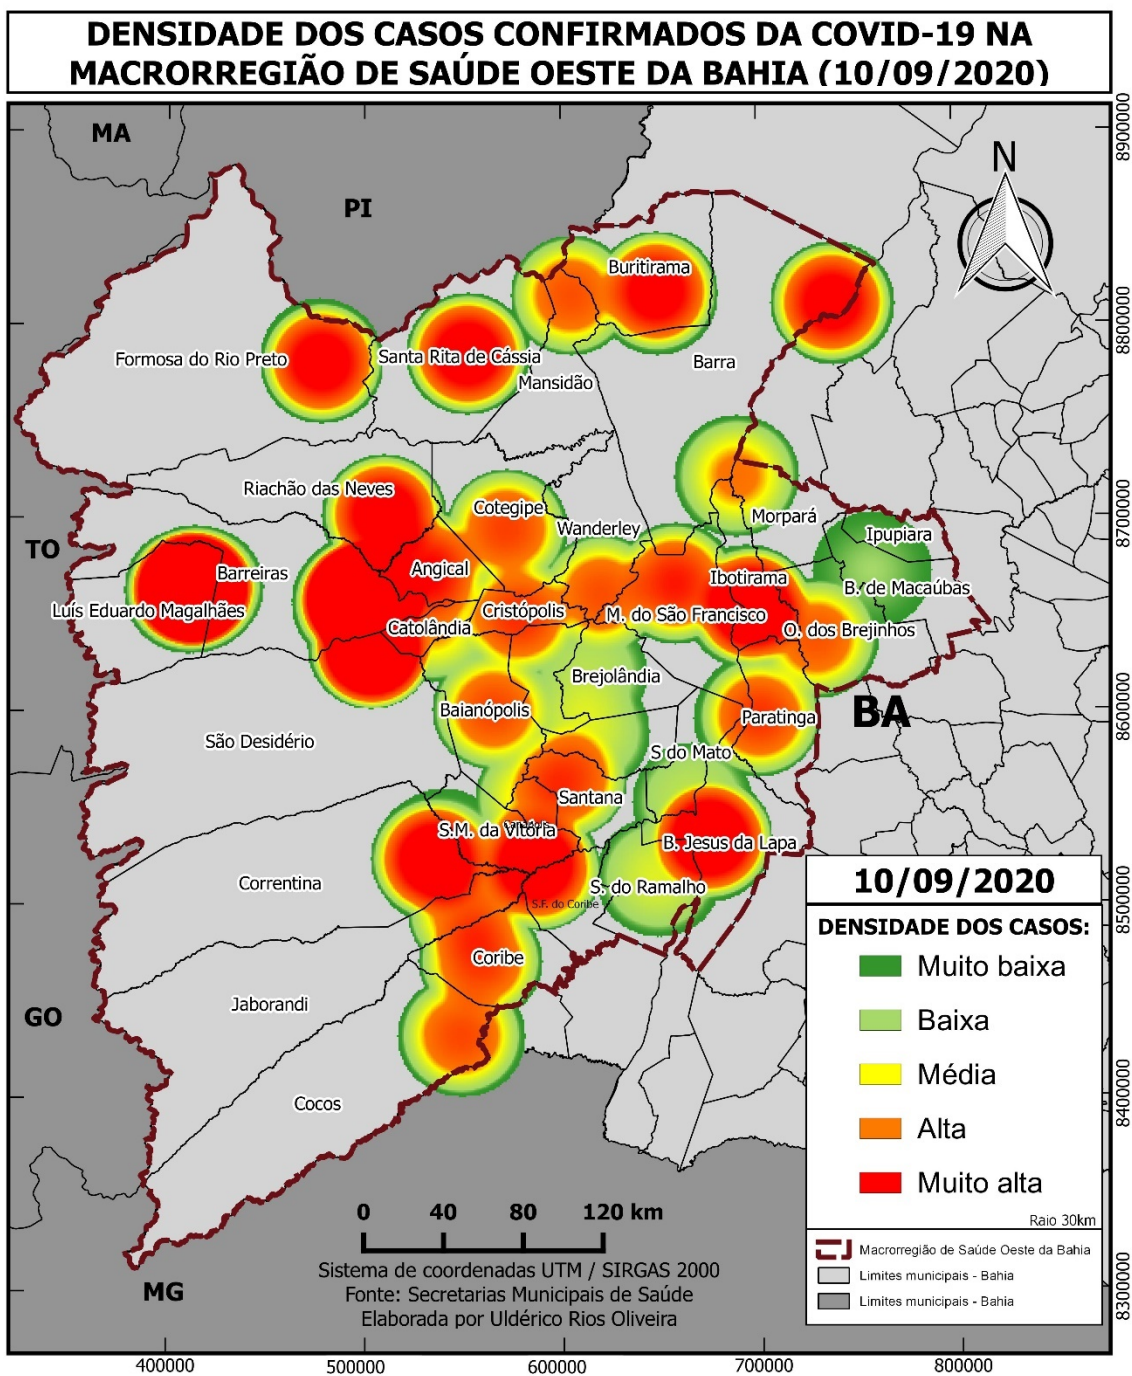 DENSIDADE DOS CASOS CONFIRMADOS DA COVID-19 NA
MACRORREGIÃO DE SAÚDE OESTE DA BAHIA (10/09/2020)
MA
PI
N
8900000
Buritirama
Formosa do Rio Preto
Santa Rita de Cássia
Mansidão
Barra
8800000
Riachão das Neves
Cotegipe
Wanderley
Morpará
Ipupiara
8700000
TO
Barreiras
Angical
Ibotirama
B. de Macaúbas
Luís Eduardo Magalhães
Catolândia
Cristópolis
M. do São Francisco
O. dos Brejinhos
Brejolândia
Baianópolis
Paratinga
BA
8600000
São Desidério
S do Mato
Santana
S.M. da Vitória
B. Jesus da Lapa
Correntina
S. do Ramalho
S.F. do Coribe
8500000
Coribe
Jaborandi
GO
Cocos
8400000
MG
8300000
10/09/2020
DENSIDADE DOS CASOS:
Muito baixa
Baixa
Média
Alta
Muito alta
Raio 30km
Macrorregião de Saúde Oeste da Bahia
Limites municipais - Bahia
Limites municipais - Bahia
0 40 80 120 km
Sistema de coordenadas UTM / SIRGAS 2000
Fonte: Secretarias Municipais de Saúde
Elaborada por Uldérico Rios Oliveira
400000 500000 600000 700000 800000